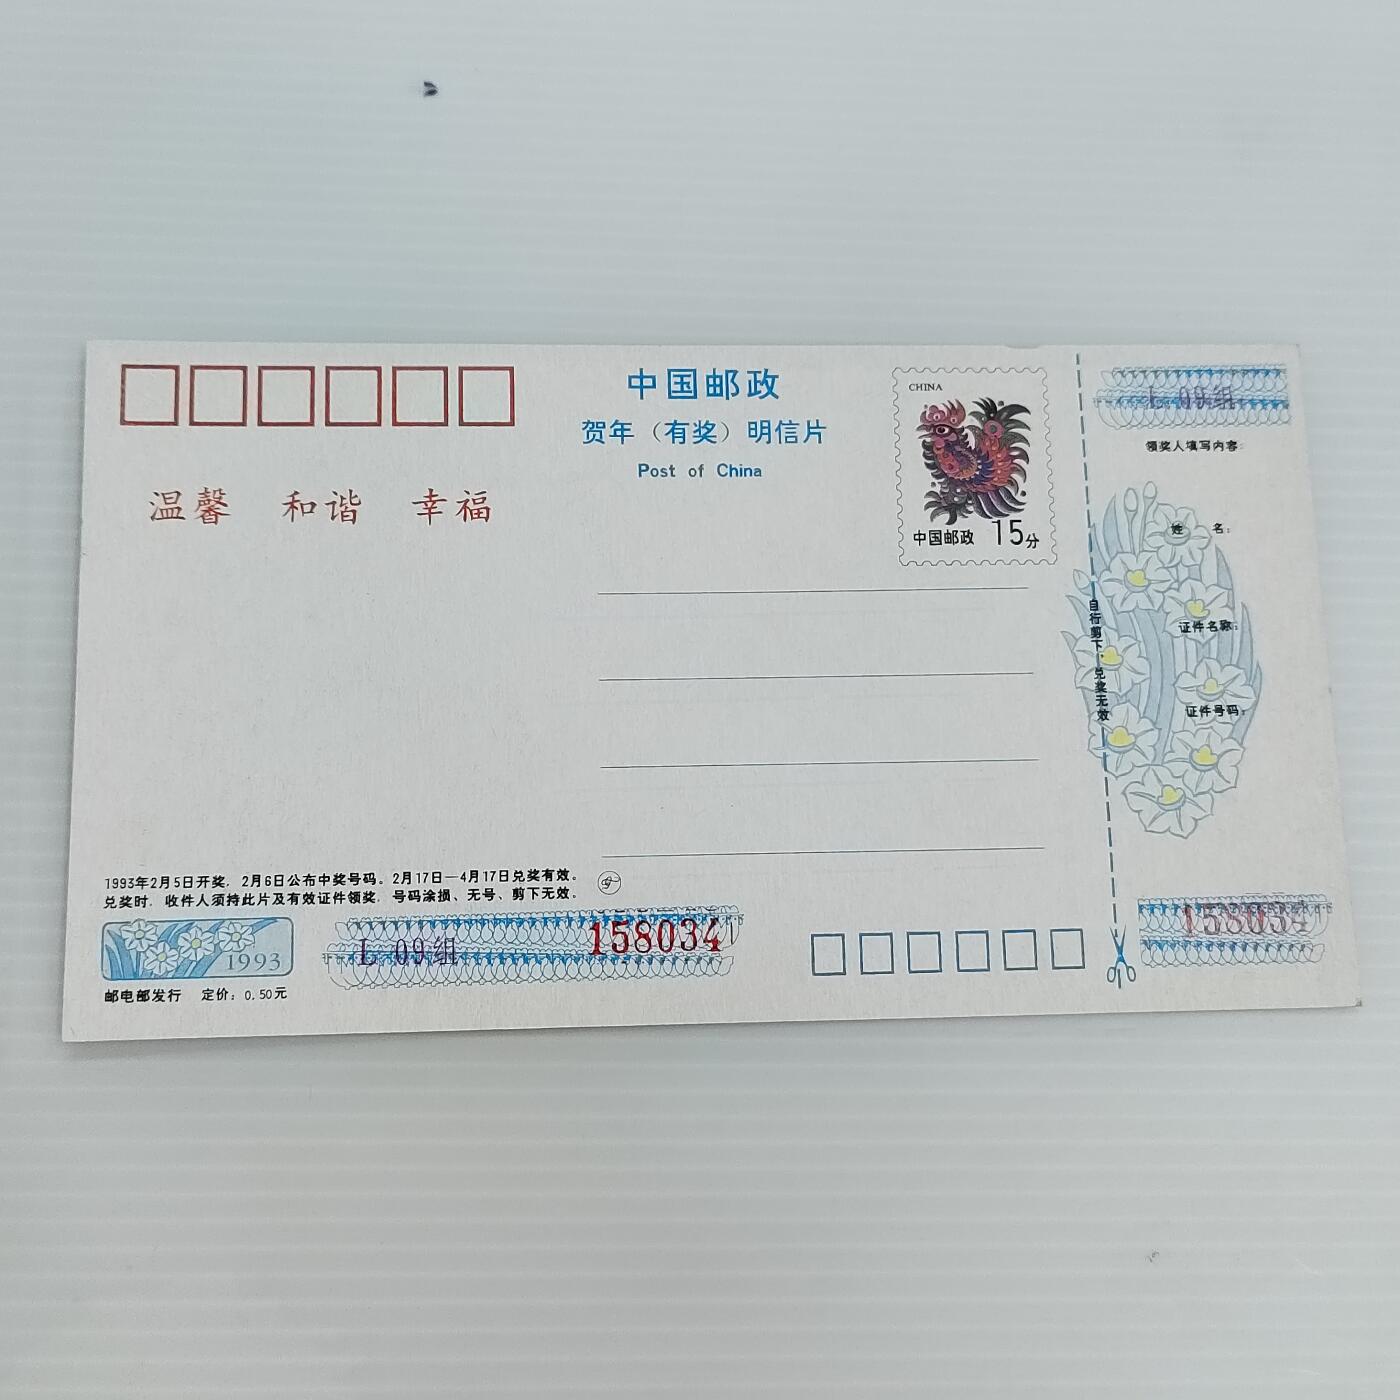 中国邮政
贺年（有奖）明信片
Post of China
CHINA
中国邮政 15分
温馨 和谐 幸福
L 09组
领奖人填写内容:
姓 名:
证件名称:
证件号码:
自行剪下，兑奖无效
1993年2月5日开奖，2月6日公布中奖号码。2月17日—4月17日兑奖有效。
兑奖时，收件人须持此片及有效证件领奖，号码涂损、无号、剪下无效。
1993
邮电部发行 定价: 0.50元
L 09组 158034
158034